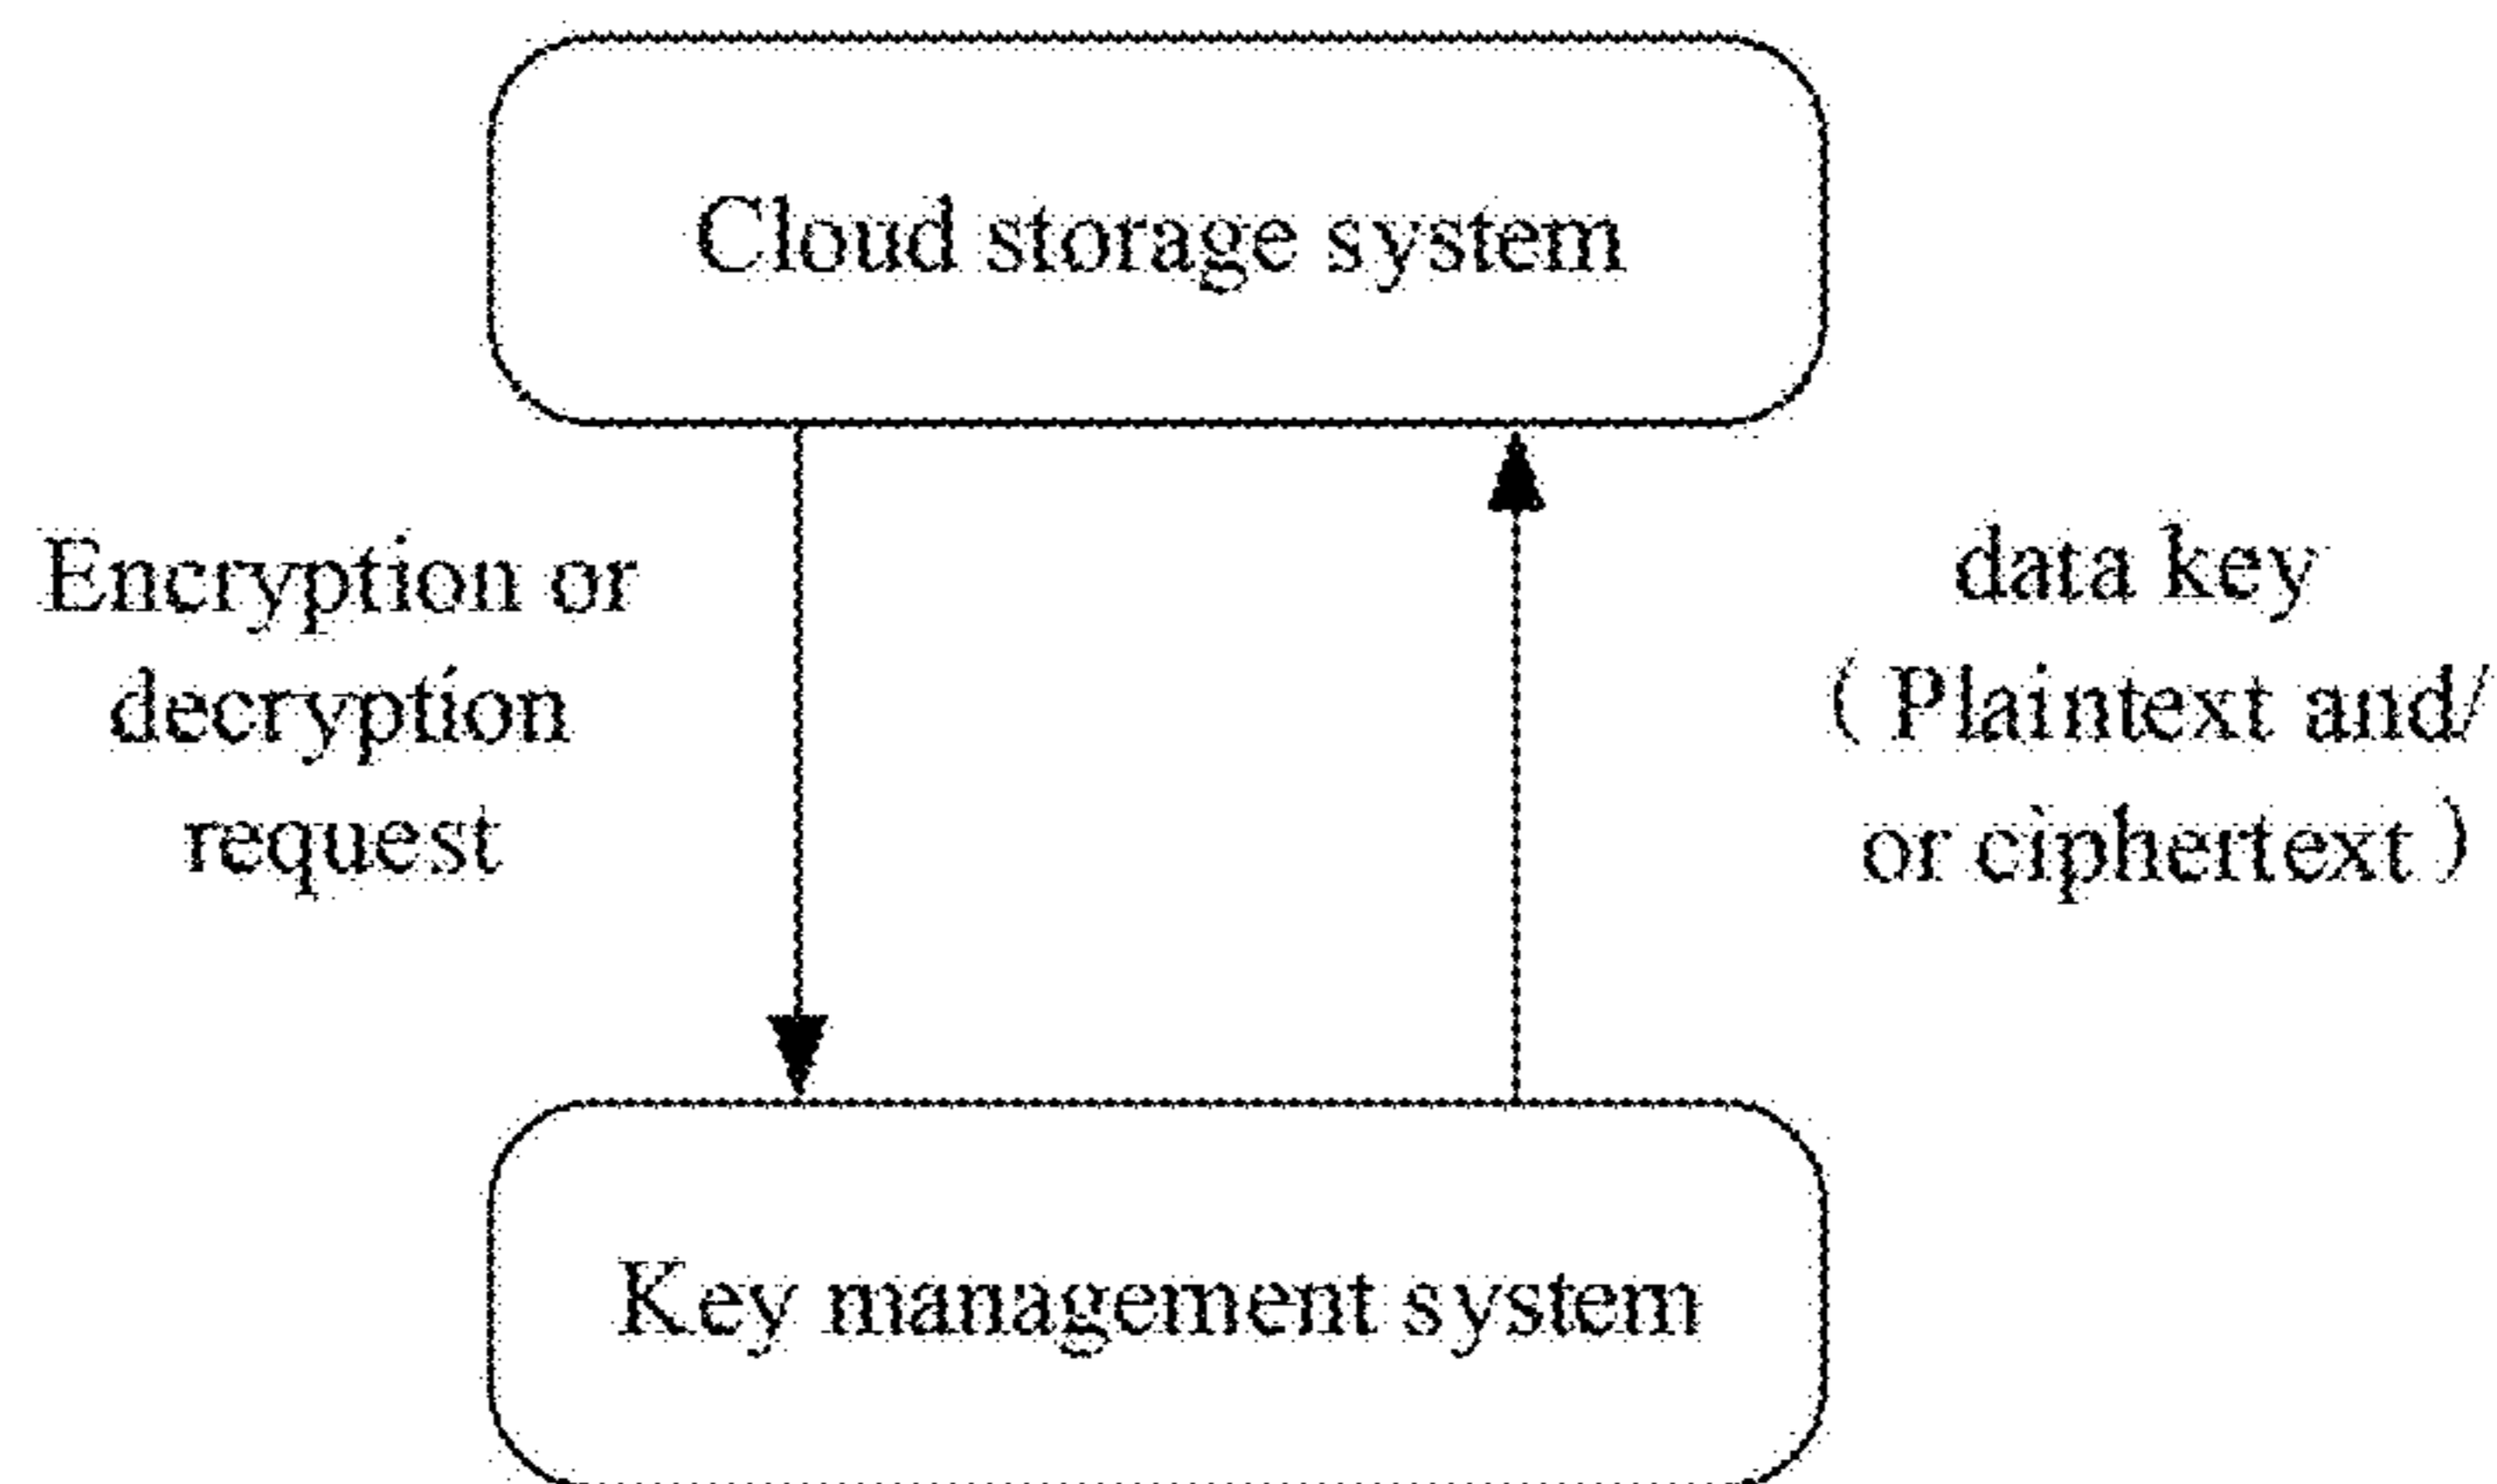 Cloud storage system
Encryption or
decryption
request
data key
( Plaintext and/
or ciphertext )
Key management system